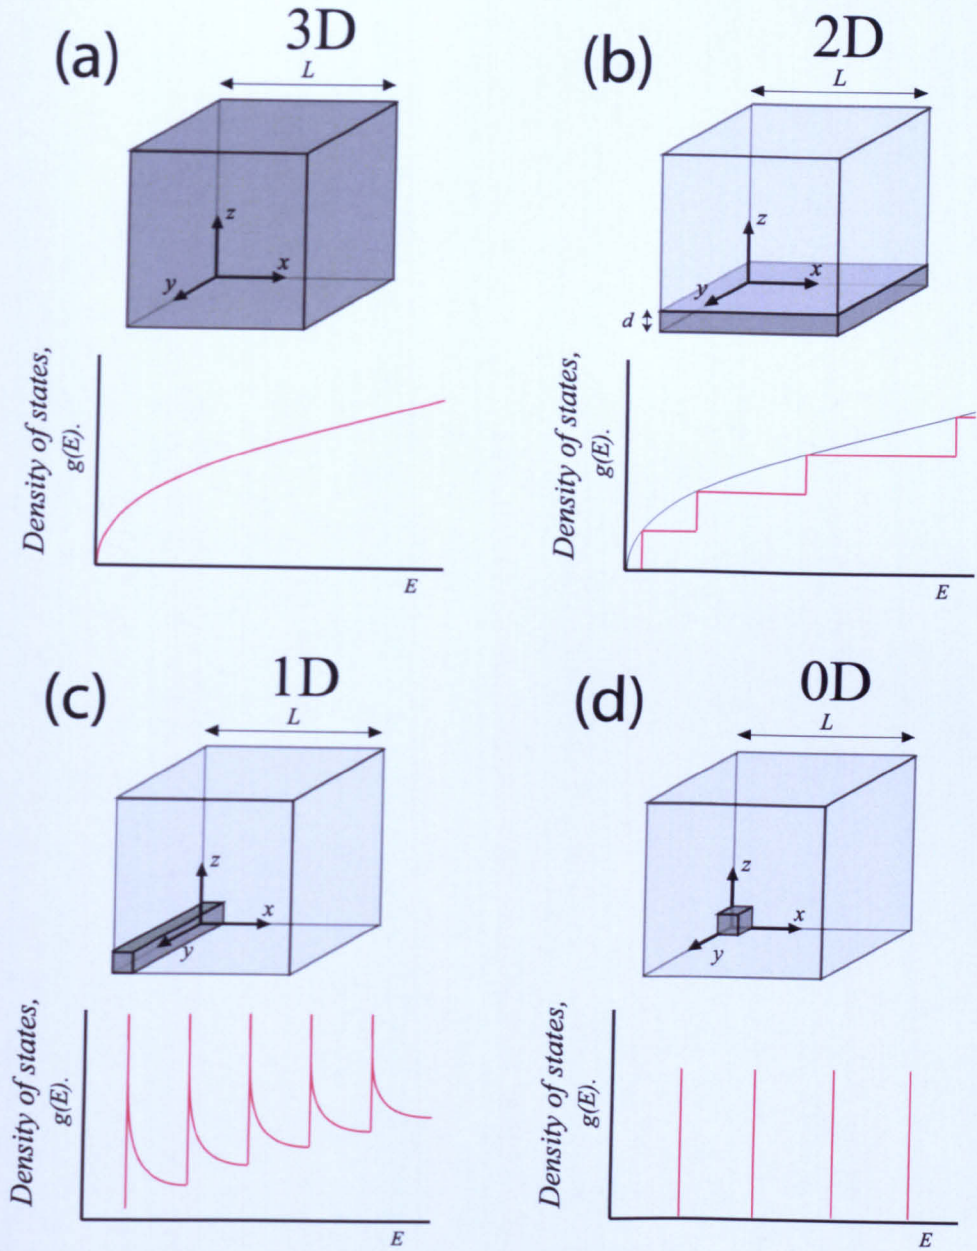 (a)
3D
L
z
x
y
Density of states,
g(E).
E
(b)
2D
L
z
x
y
d
Density of states,
g(E).
E
(c)
1D
L
z
x
y
Density of states,
g(E).
E
(d)
0D
L
z
x
y
Density of states,
g(E).
E